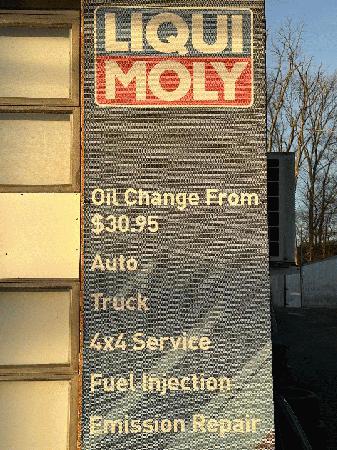 LIQUI
MOLY
Oil Change From
$30.95
Auto
Truck
4x4 Service
Fuel Injection
Emission Repair